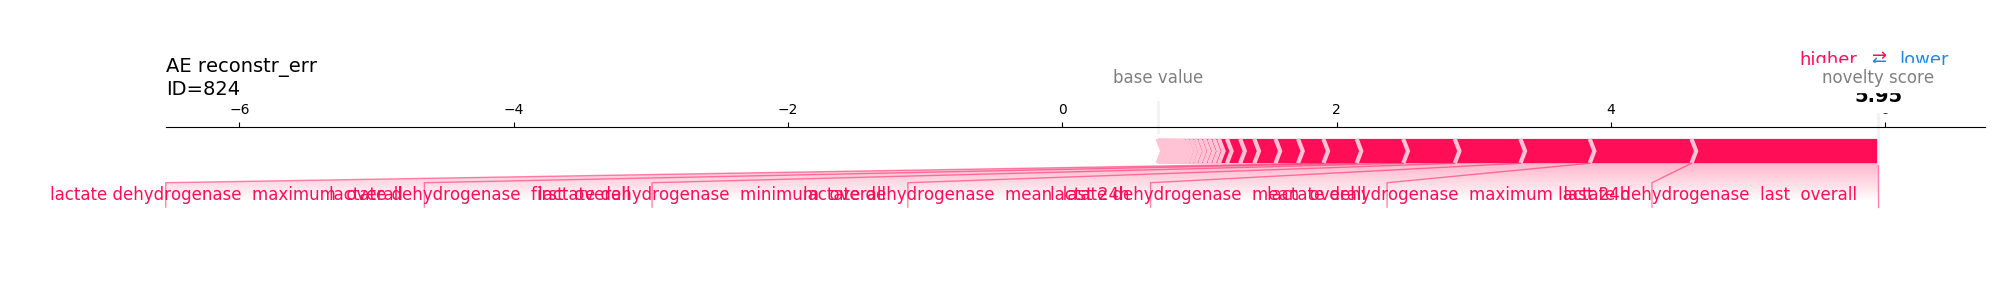 higher ⇄ lower
AE reconstr_err
ID=824
base value
novelty score
5.95
−6 −4 −2 0 2 4
lactate dehydrogenase maximum overall
lactate dehydrogenase first overall
lactate dehydrogenase minimum overall
lactate dehydrogenase mean last 24h
lactate dehydrogenase mean overall
lactate dehydrogenase maximum last 24h
lactate dehydrogenase last overall